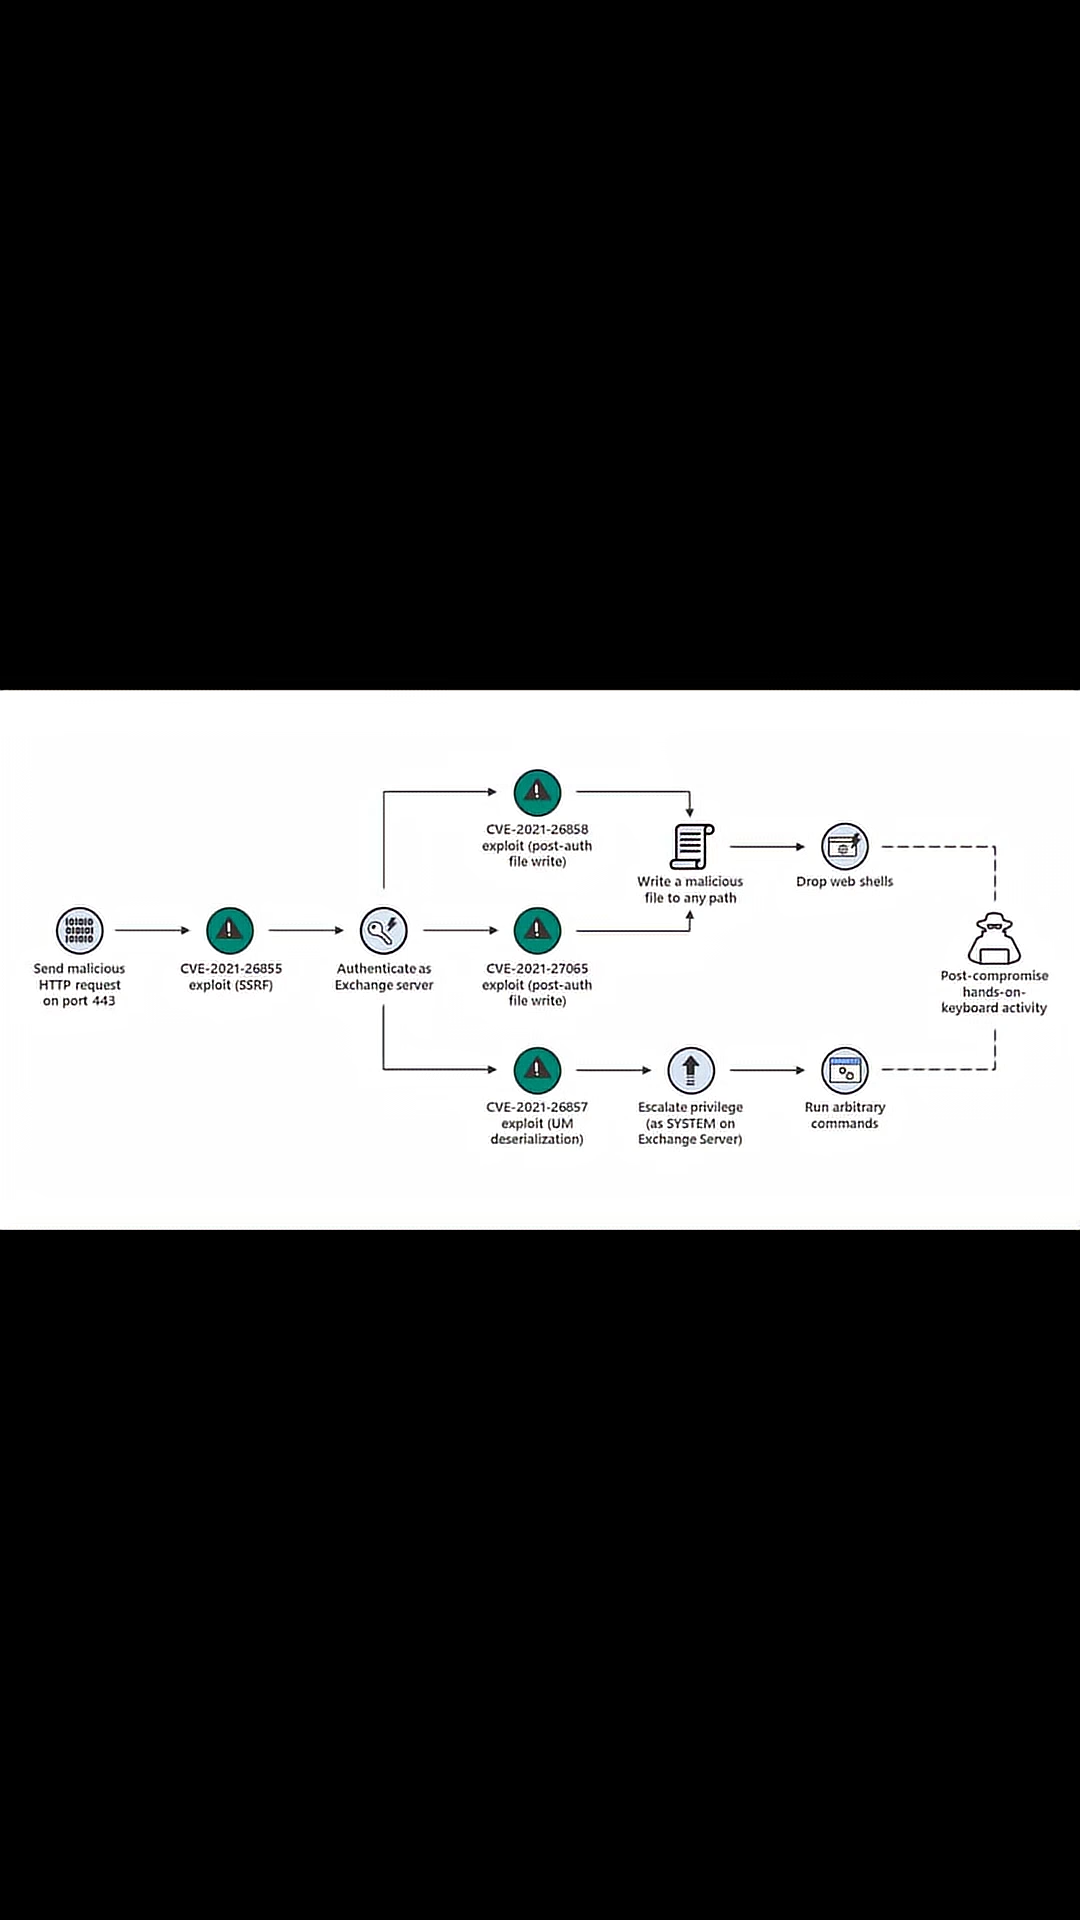 CVE-2021-26858
exploit (post-auth
file write)
Write a malicious
file to any path
Drop web shells
Send malicious
HTTP request
on port 443
CVE-2021-26855
exploit (SSRF)
Authenticate as
Exchange server
CVE-2021-27065
exploit (post-auth
file write)
Post-compromise
hands-on-
keyboard activity
CVE-2021-26857
exploit (UM
deserialization)
Escalate privilege
(as SYSTEM on
Exchange Server)
Run arbitrary
commands